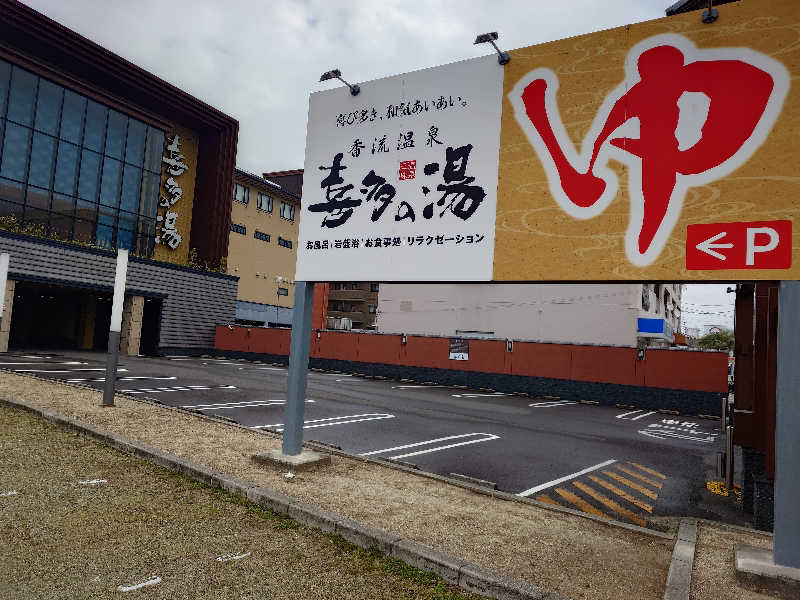 喜び多き、和気あいあい。
香流温泉
喜多の湯
お風呂 岩盤浴 お食事処 リラクゼーション
ゆ
←P
喜多の湯